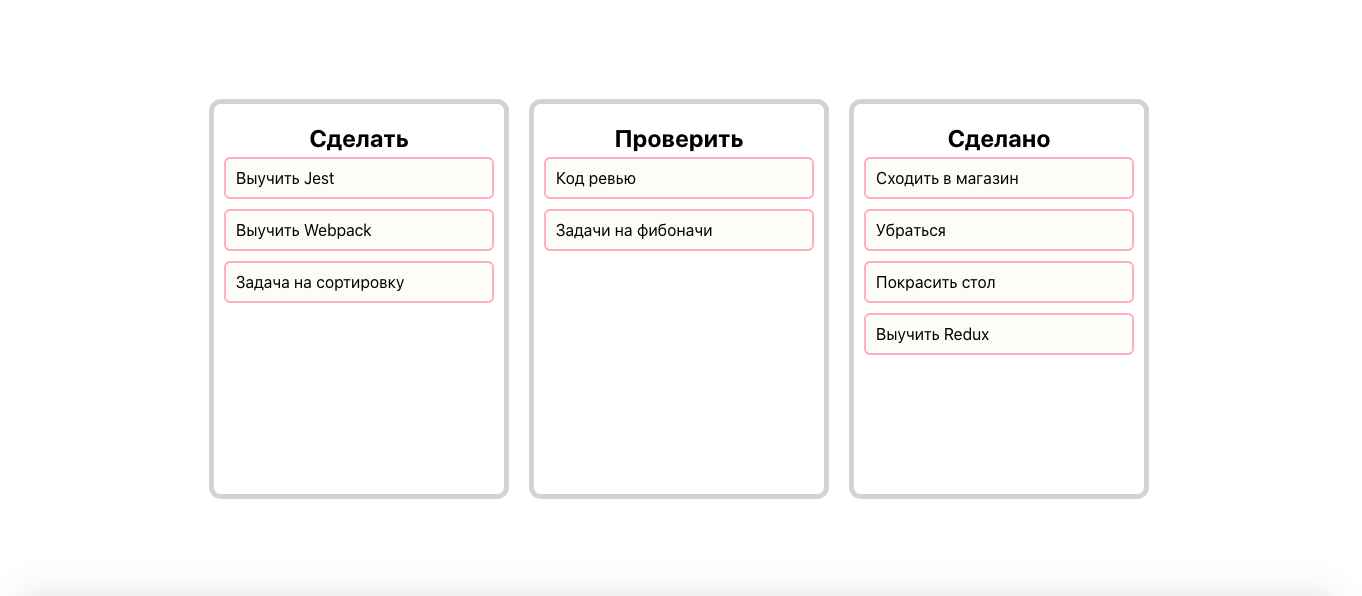 Сделать
Выучить Jest
Выучить Webpack
Задача на сортировку
Проверить
Код ревью
Задачи на фибоначи
Сделано
Сходить в магазин
Убраться
Покрасить стол
Выучить Redux